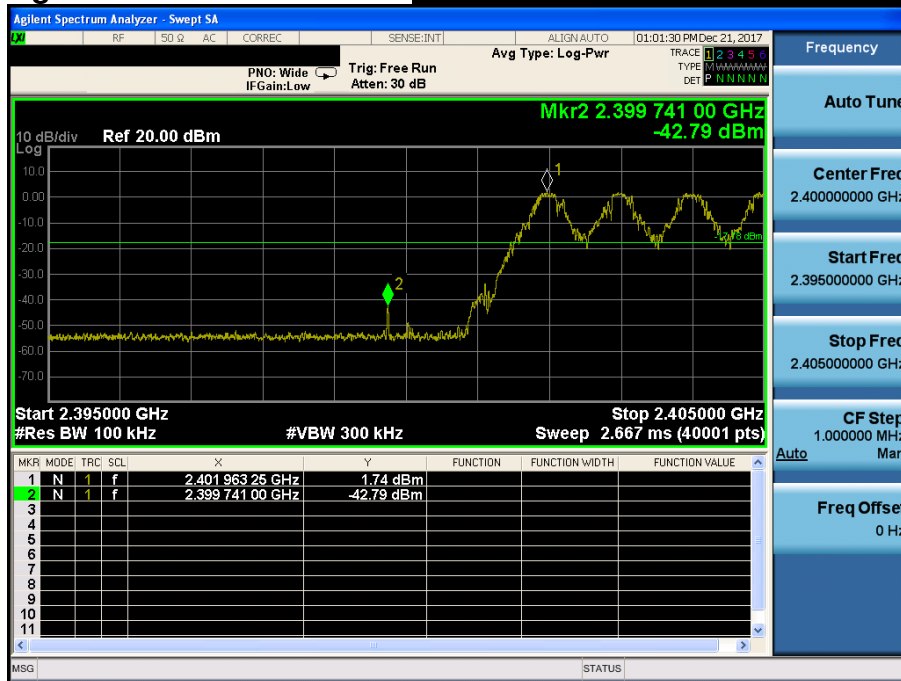 Agilent Spectrum Analyzer - Swept SA
LXI RF 50 Ω AC CORREC SENSE:INT ALIGN AUTO 01:01:30 PM Dec 21, 2017
Frequency
Avg Type: Log-Pwr TRACE 1 2 3 4 5 6
PNO: Wide Trig: Free Run TYPE M W W W W W
IFGain:Low Atten: 30 dB DET P N N N N N
Auto Tune
Mkr2 2.399 741 00 GHz
10 dB/div Ref 20.00 dBm -42.79 dBm
Log
10.0
0.00
-10.0
-20.0
-30.0
-40.0
-50.0
-60.0
-70.0
1
2
-17.78 dBm
Center Freq
2.400000000 GHz
Start Freq
2.395000000 GHz
Stop Freq
2.405000000 GHz
Start 2.395000 GHz Stop 2.405000 GHz
#Res BW 100 kHz #VBW 300 kHz Sweep 2.667 ms (40001 pts)
CF Step
1.000000 MHz
Auto Man
MKR MODE TRC SCL X Y FUNCTION FUNCTION WIDTH FUNCTION VALUE
1 N 1 f 2.401 963 25 GHz 1.74 dBm
2 N 1 f 2.399 741 00 GHz -42.79 dBm
3
4
5
6
7
8
9
10
11
Freq Offset
0 Hz
MSG STATUS